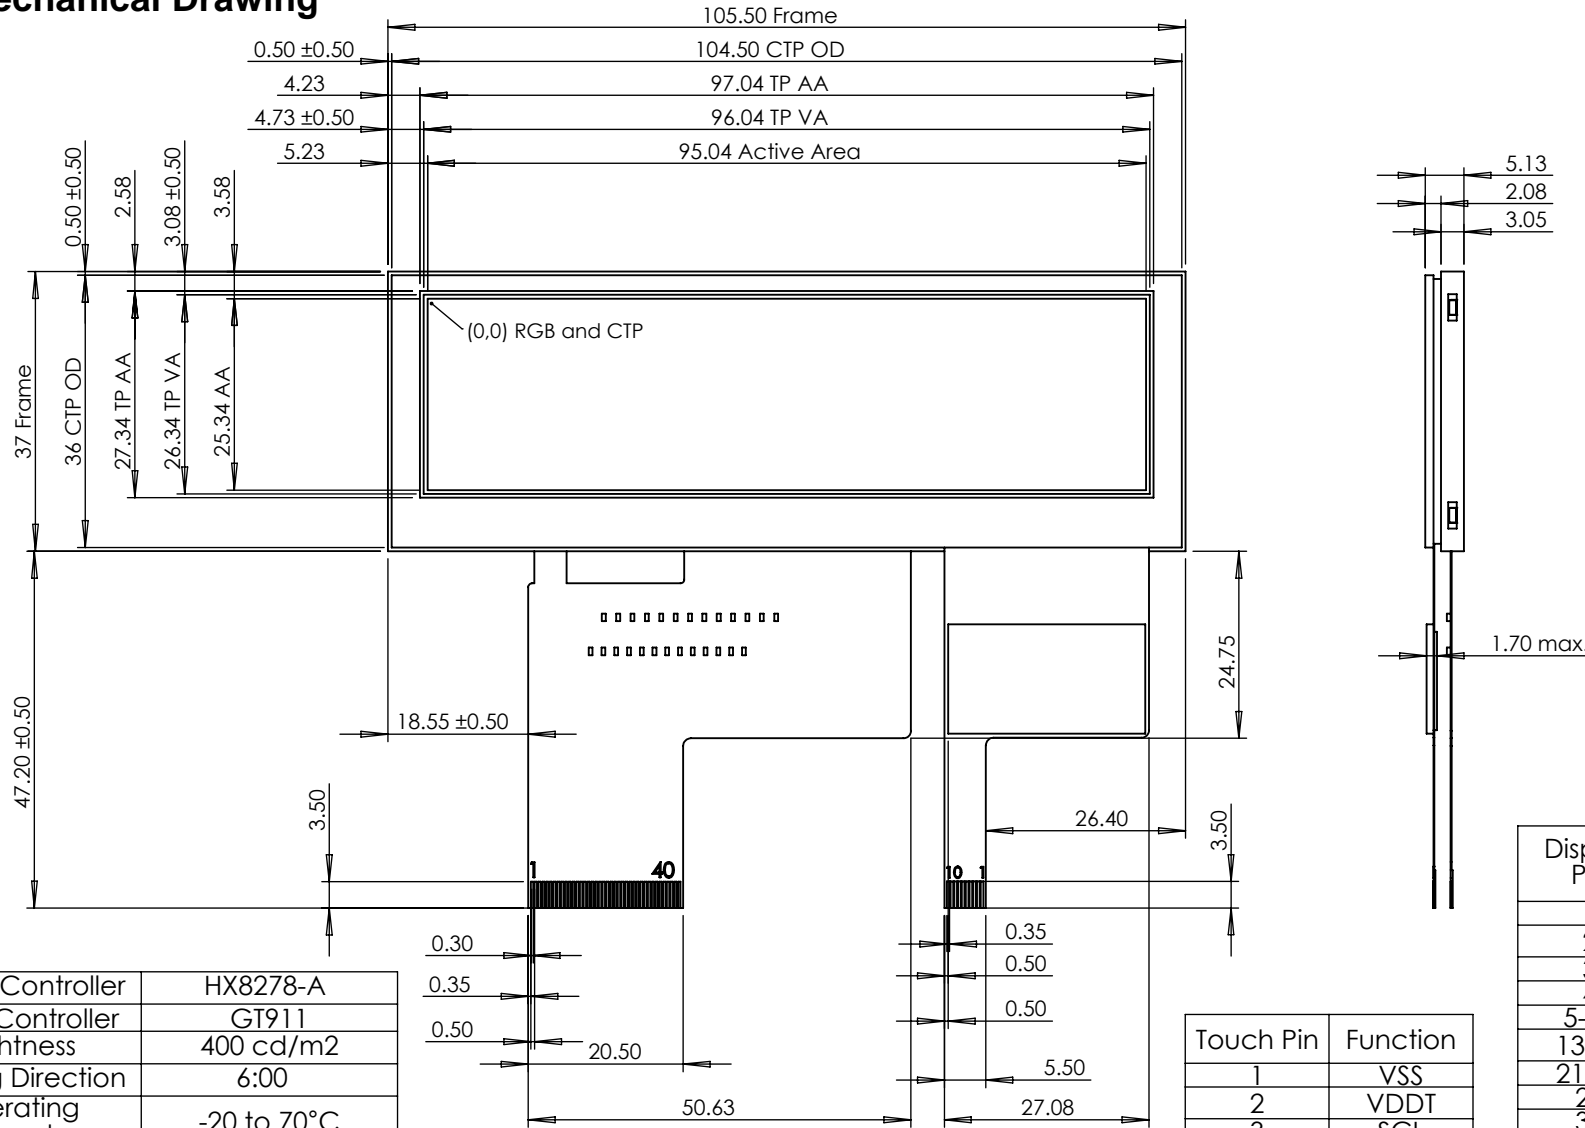 Mechanical Drawing
105.50 Frame
0.50 ±0.50
104.50 CTP OD
4.23
97.04 TP AA
4.73 ±0.50
96.04 TP VA
5.23
95.04 Active Area
0.50 ±0.50
2.58
3.08 ±0.50
3.58
5.13
2.08
3.05
(0,0) RGB and CTP
37 Frame
36 CTP OD
27.34 TP AA
26.34 TP VA
25.34 AA
47.20 ±0.50
18.55 ±0.50
24.75
1.70 max.
3.50
26.40
3.50
1 40
10 1
0.30
0.35
0.50
20.50
50.63
0.35
0.50
0.50
5.50
27.08
Controller HX8278-A
Controller GT911
400 cd/m2
Direction 6:00
-20 to 70°C
Touch Pin Function
1 VSS
2 VDDT
3 SCL
5-
13
21